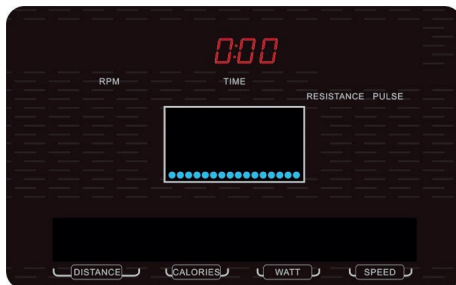 0:00
RPM TIME
RESISTANCE PULSE
DISTANCE CALORIES WATT SPEED